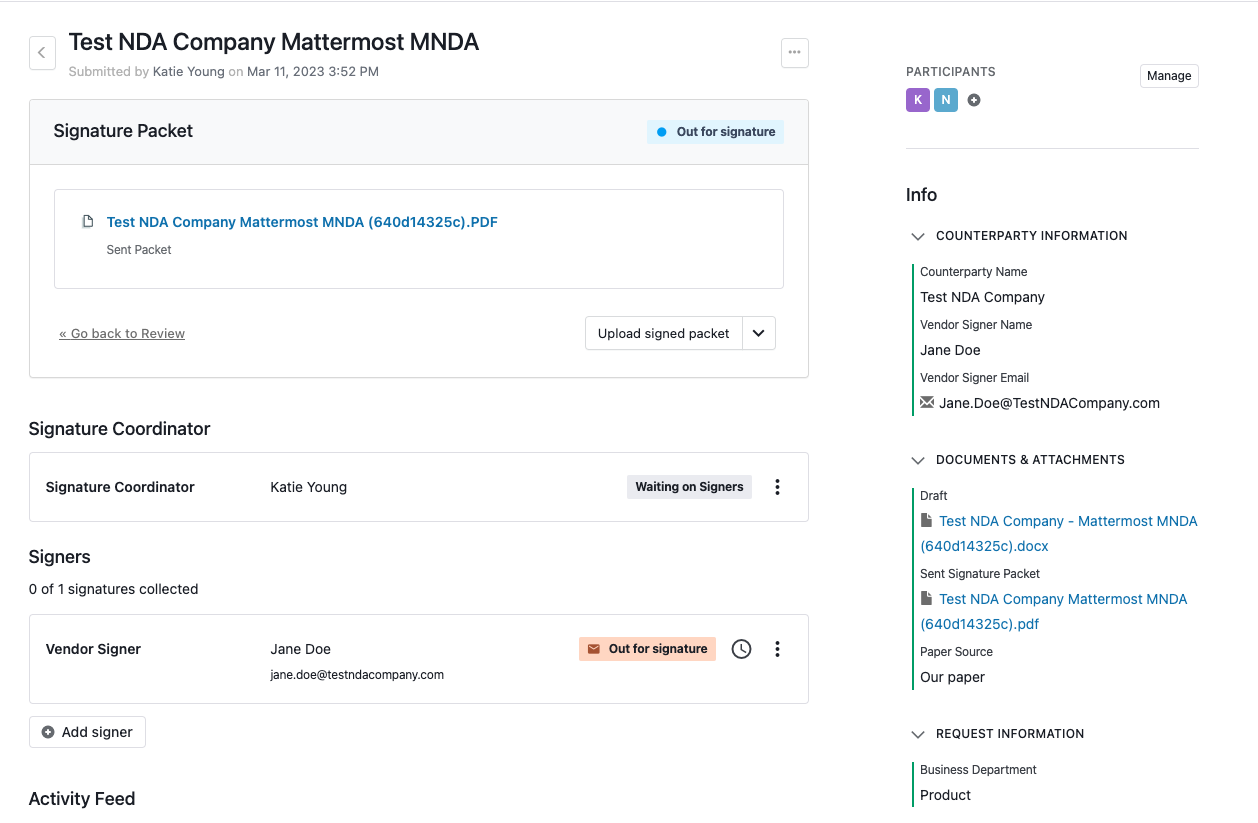 Test NDA Company Mattermost MNDA
Submitted by Katie Young on Mar 11, 2023 3:52 PM
Signature Packet
Out for signature
Test NDA Company Mattermost MNDA (640d14325c).PDF
Sent Packet
« Go back to Review
Upload signed packet
Signature Coordinator
Signature Coordinator
Katie Young
Waiting on Signers
Signers
0 of 1 signatures collected
Vendor Signer
Jane Doe
Out for signature
jane.doe@testndacompany.com
Add signer
Activity Feed
PARTICIPANTS
Manage
K
N
Info
COUNTERPARTY INFORMATION
Counterparty Name
Test NDA Company
Vendor Signer Name
Jane Doe
Vendor Signer Email
Jane.Doe@TestNDACompany.com
DOCUMENTS & ATTACHMENTS
Draft
Test NDA Company - Mattermost MNDA
(640d14325c).docx
Sent Signature Packet
Test NDA Company Mattermost MNDA
(640d14325c).pdf
Paper Source
Our paper
REQUEST INFORMATION
Business Department
Product